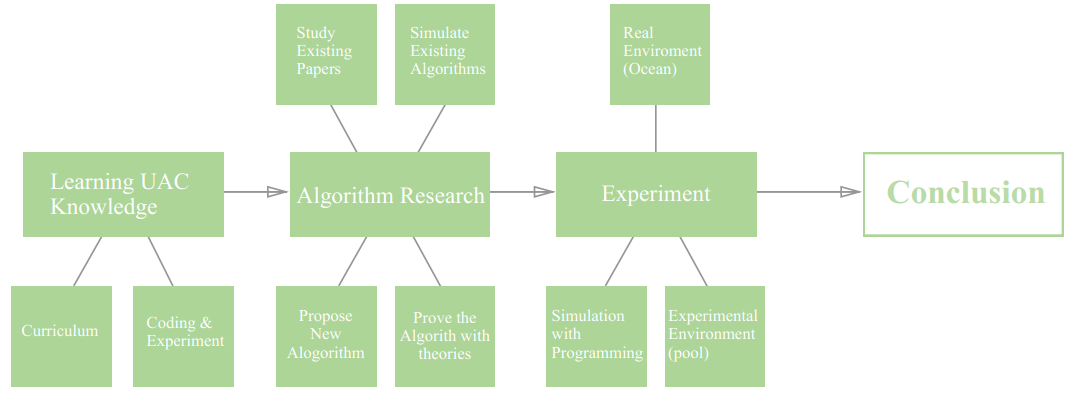 Study
Existing
Papers
Simulate
Existing
Algorithms
Real
Enviroment
(Ocean)
Learning UAC
Knowledge
Algorithm Research
Experiment
Conclusion
Curriculum
Coding &
Experiment
Propose
New
Alogorithm
Prove the
Algorith with
theories
Simulation
with
Programming
Experimental
Environment
(pool)